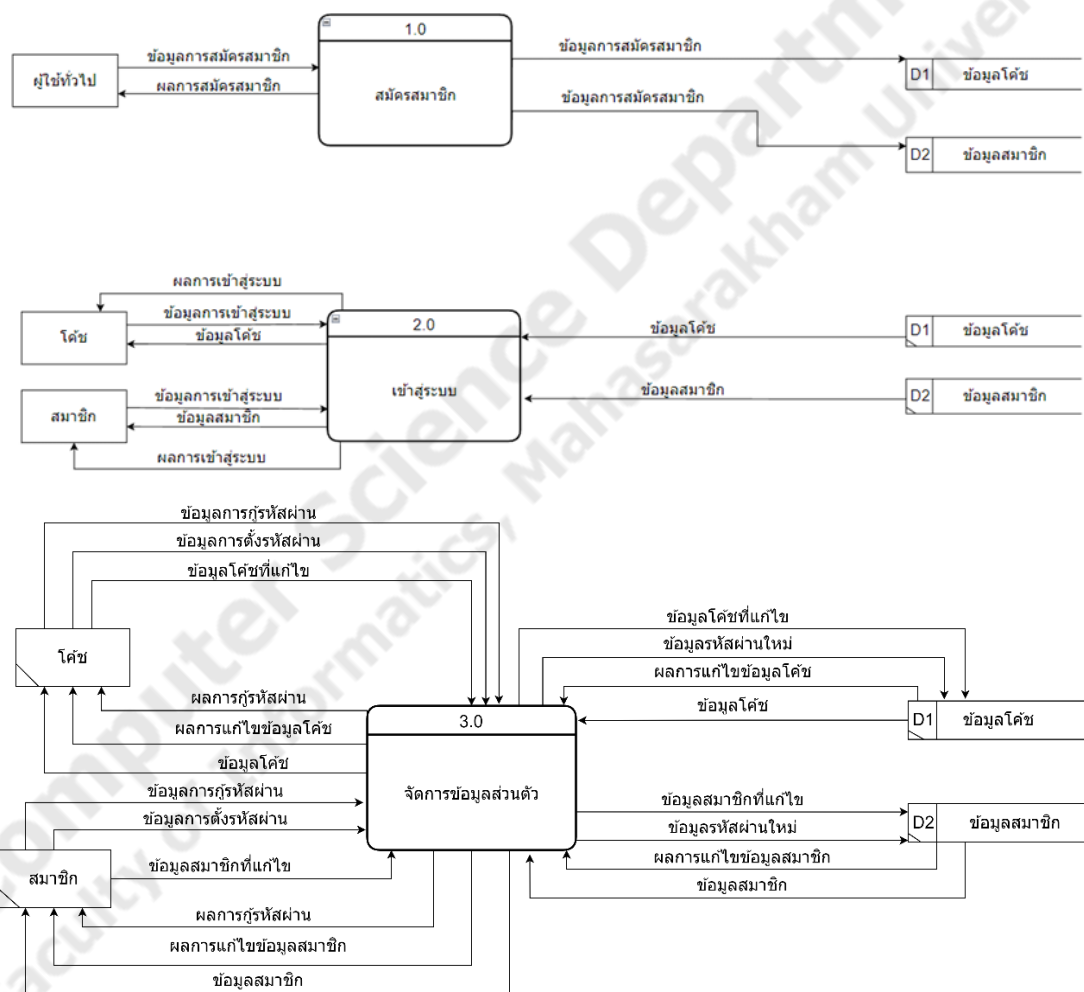 1.0
ข้อมูลการสมัครสมาชิก
ข้อมูลการสมัครสมาชิก
ผู้ใช้ทั่วไป
D1 ข้อมูลโค้ช
ผลการสมัครสมาชิก
สมัครสมาชิก
ข้อมูลการสมัครสมาชิก
D2 ข้อมูลสมาชิก
ผลการเข้าสู่ระบบ
ข้อมูลการเข้าสู่ระบบ
โค้ช
ข้อมูลโค้ช
2.0
ข้อมูลโค้ช
D1 ข้อมูลโค้ช
เข้าสู่ระบบ
ข้อมูลการเข้าสู่ระบบ
สมาชิก
ข้อมูลสมาชิก
ข้อมูลสมาชิก
D2 ข้อมูลสมาชิก
ผลการเข้าสู่ระบบ
ข้อมูลการกู้รหัสผ่าน
ข้อมูลการตั้งรหัสผ่าน
ข้อมูลโค้ชที่แก้ไข
โค้ช
ข้อมูลโค้ชที่แก้ไข
ข้อมูลรหัสผ่านใหม่
ผลการแก้ไขข้อมูลโค้ช
ข้อมูลโค้ช
D1 ข้อมูลโค้ช
ผลการกู้รหัสผ่าน
ผลการแก้ไขข้อมูลโค้ช
ข้อมูลโค้ช
3.0
จัดการข้อมูลส่วนตัว
ข้อมูลการกู้รหัสผ่าน
ข้อมูลการตั้งรหัสผ่าน
ข้อมูลสมาชิกที่แก้ไข
สมาชิก
ข้อมูลสมาชิกที่แก้ไข
ข้อมูลรหัสผ่านใหม่
ผลการแก้ไขข้อมูลสมาชิก
ข้อมูลสมาชิก
D2 ข้อมูลสมาชิก
ผลการกู้รหัสผ่าน
ผลการแก้ไขข้อมูลสมาชิก
ข้อมูลสมาชิก